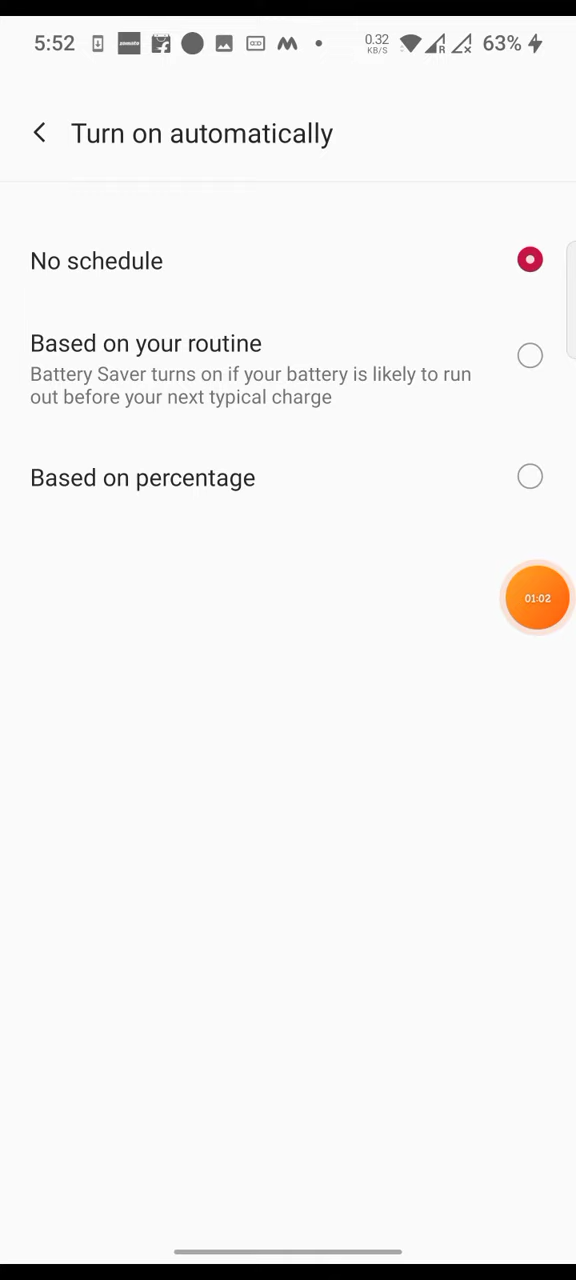 5:52 0.32 KB/S R 63%
Turn on automatically
No schedule
Based on your routine
Battery Saver turns on if your battery is likely to run
out before your next typical charge
Based on percentage
01:02